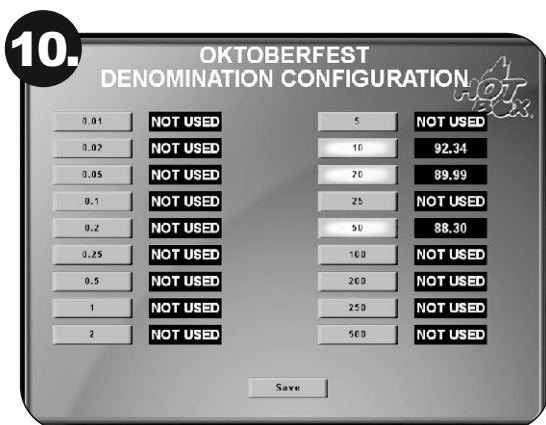 10.
OKTOBERFEST
DENOMINATION CONFIGURATION
HOT
BOX.
0.01 NOT USED 5 NOT USED
0.02 NOT USED 10 92.34
0.05 NOT USED 20 89.99
0.1 NOT USED 25 NOT USED
0.2 NOT USED 50 88.30
0.25 NOT USED 100 NOT USED
0.5 NOT USED 200 NOT USED
1 NOT USED 250 NOT USED
2 NOT USED 500 NOT USED
Save